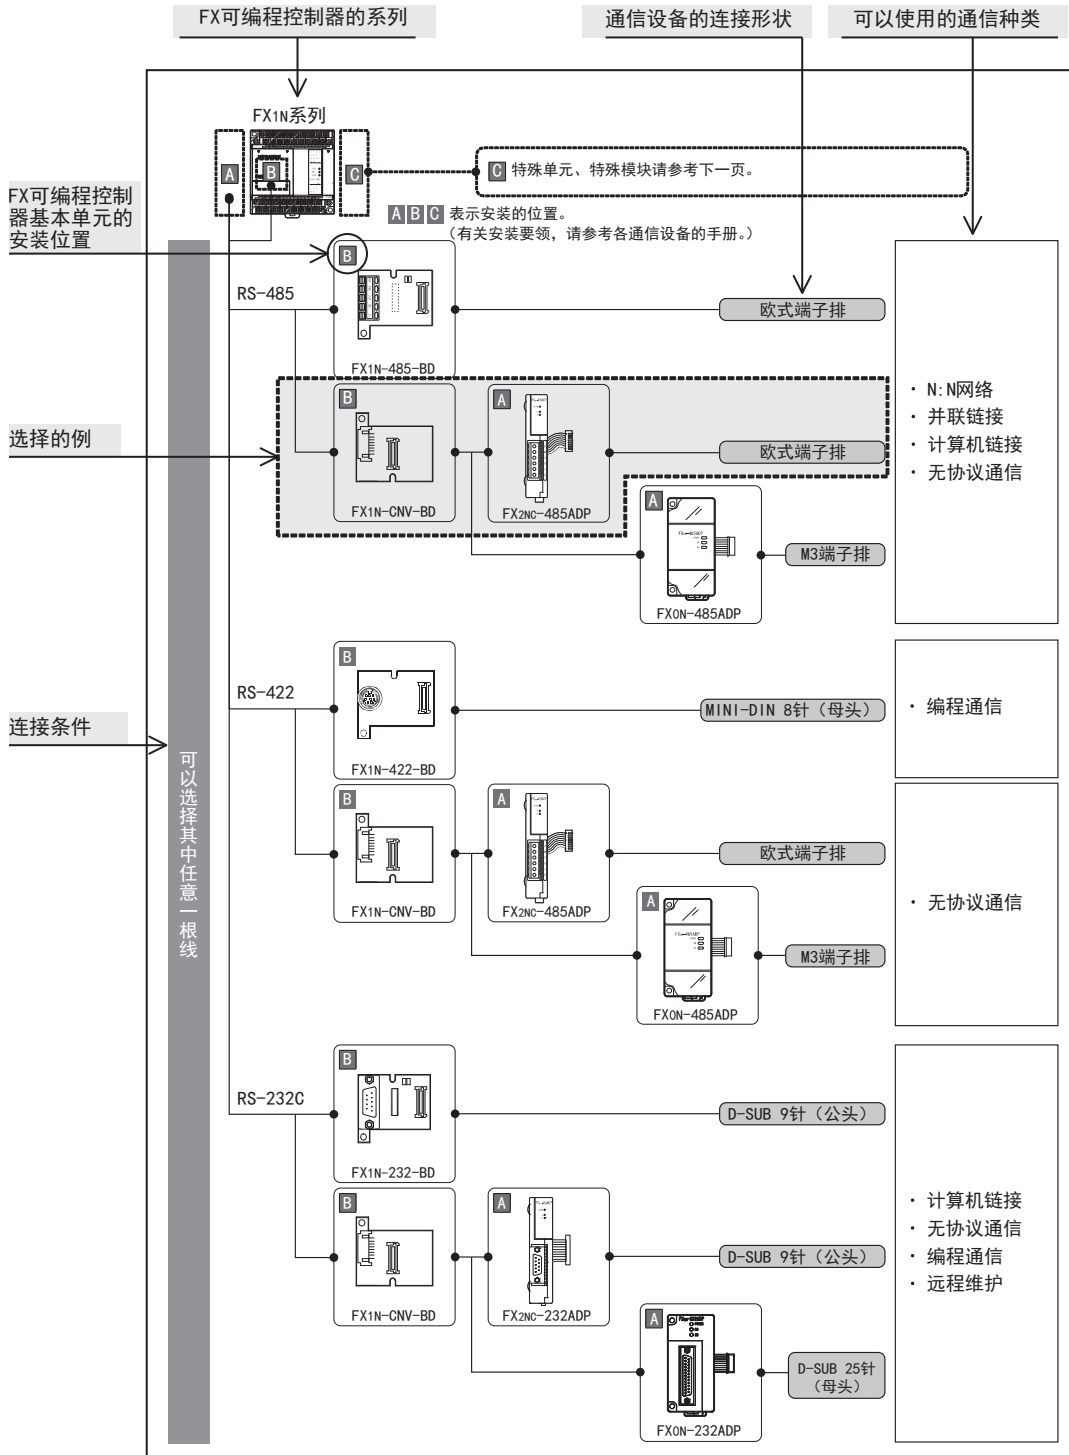 FX可编程控制器的系列
通信设备的连接形状
可以使用的通信种类
FX1N系列
A
B
C
C 特殊单元、特殊模块请参考下一页。
FX可编程控制
器基本单元的
安装位置
A B C 表示安装的位置。
(有关安装要领，请参考各通信设备的手册。)
B
RS-485
欧式端子排
FX1N-485-BD
选择的例
B
A
欧式端子排
FX1N-CNV-BD
FX2NC-485ADP
A
M3端子排
FX0N-485ADP
· N:N网络
· 并联链接
· 计算机链接
· 无协议通信
连接条件
可以选择其中任意一根线
B
RS-422
MINI-DIN 8针（母头）
· 编程通信
FX1N-422-BD
B
A
欧式端子排
FX1N-CNV-BD
FX2NC-485ADP
A
· 无协议通信
M3端子排
FX0N-485ADP
B
RS-232C
D-SUB 9针（公头）
FX1N-232-BD
B
A
D-SUB 9针（公头）
FX1N-CNV-BD
FX2NC-232ADP
· 计算机链接
· 无协议通信
· 编程通信
· 远程维护
A
D-SUB 25针
（母头）
FX0N-232ADP